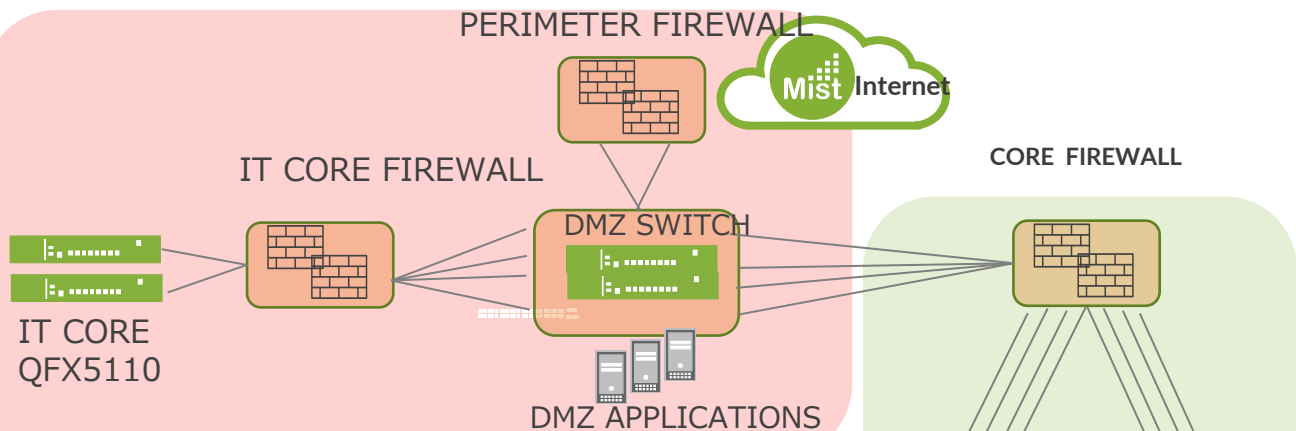 PERIMETER FIREWALL
Mist Internet
IT CORE FIREWALL
CORE FIREWALL
DMZ SWITCH
IT CORE
QFX5110
DMZ APPLICATIONS